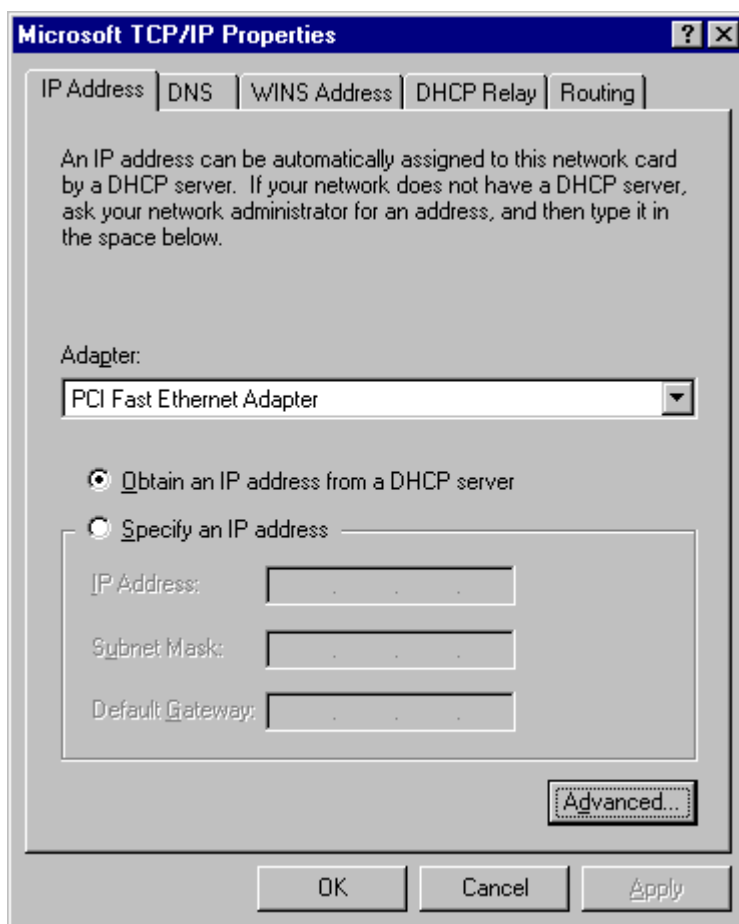 Microsoft TCP/IP Properties
IP Address DNS WINS Address DHCP Relay Routing
An IP address can be automatically assigned to this network card
by a DHCP server.  If your network does not have a DHCP server,
ask your network administrator for an address, and then type it in
the space below.
Adapter:
PCI Fast Ethernet Adapter
Obtain an IP address from a DHCP server
Specify an IP address
IP Address:
Subnet Mask:
Default Gateway:
Advanced...
OK Cancel Apply